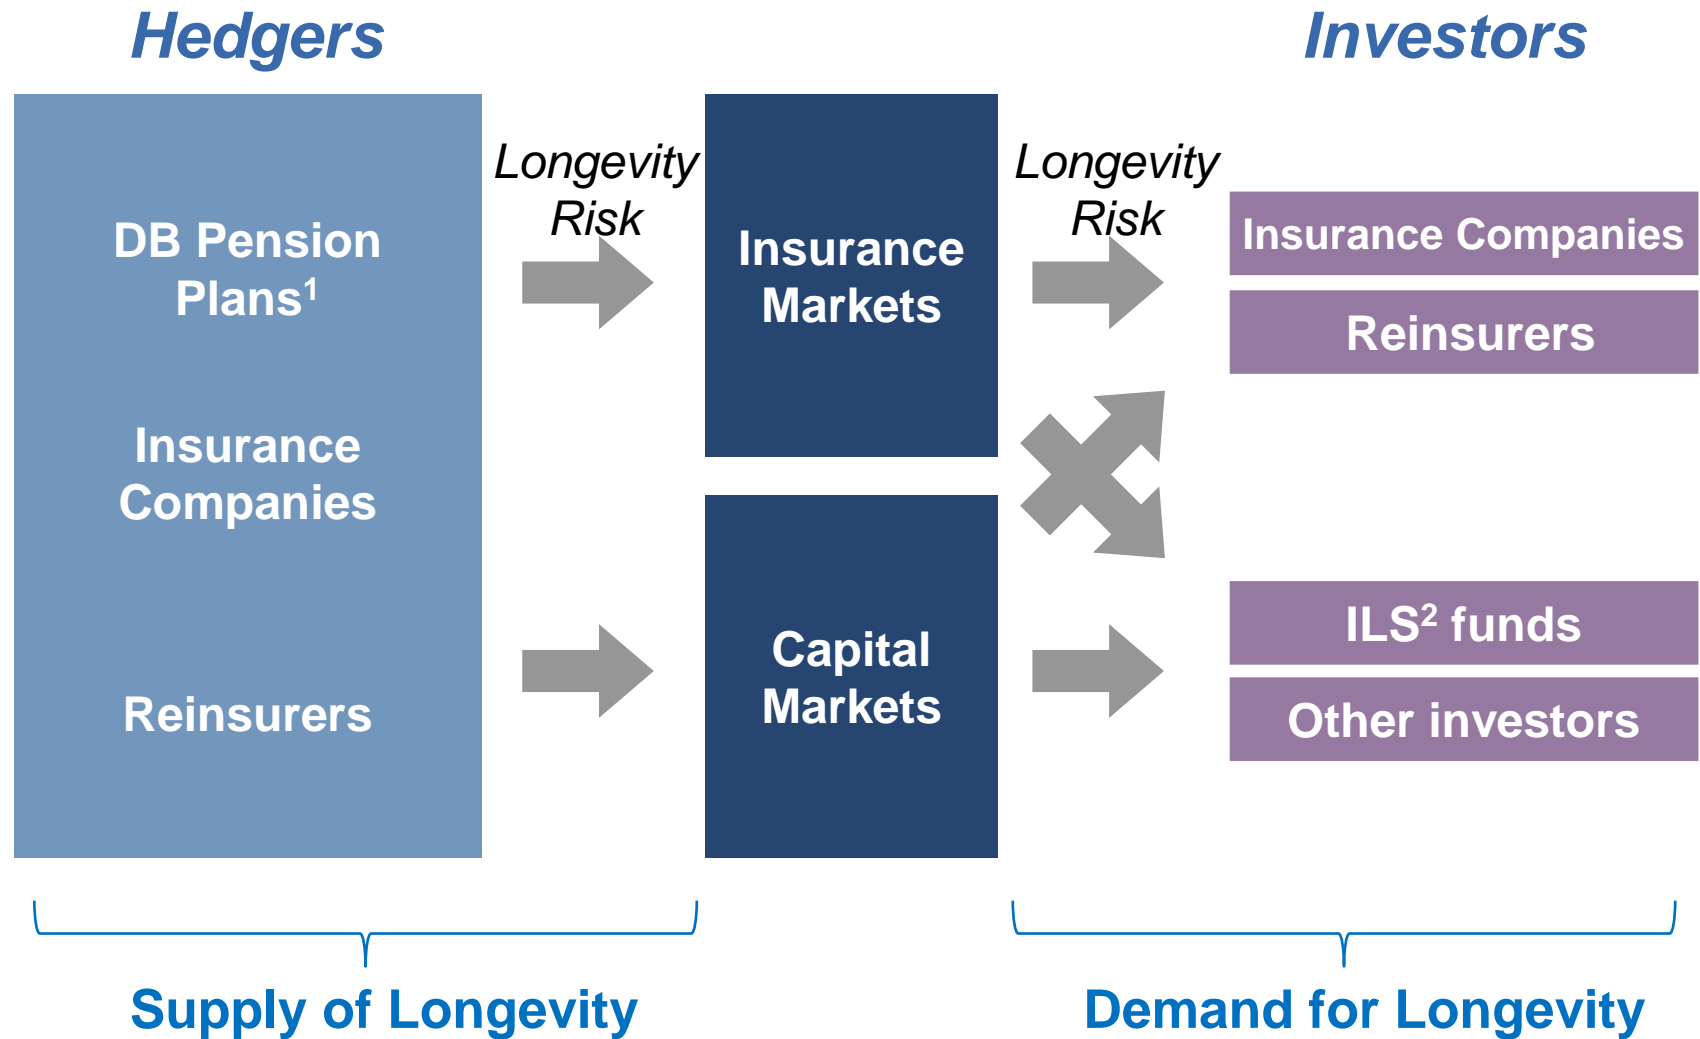 Hedgers
Investors
DB Pension
Plans¹
Insurance
Companies
Reinsurers
Longevity
Risk
Insurance
Markets
Capital
Markets
Longevity
Risk
Insurance Companies
Reinsurers
ILS² funds
Other investors
Supply of Longevity
Demand for Longevity